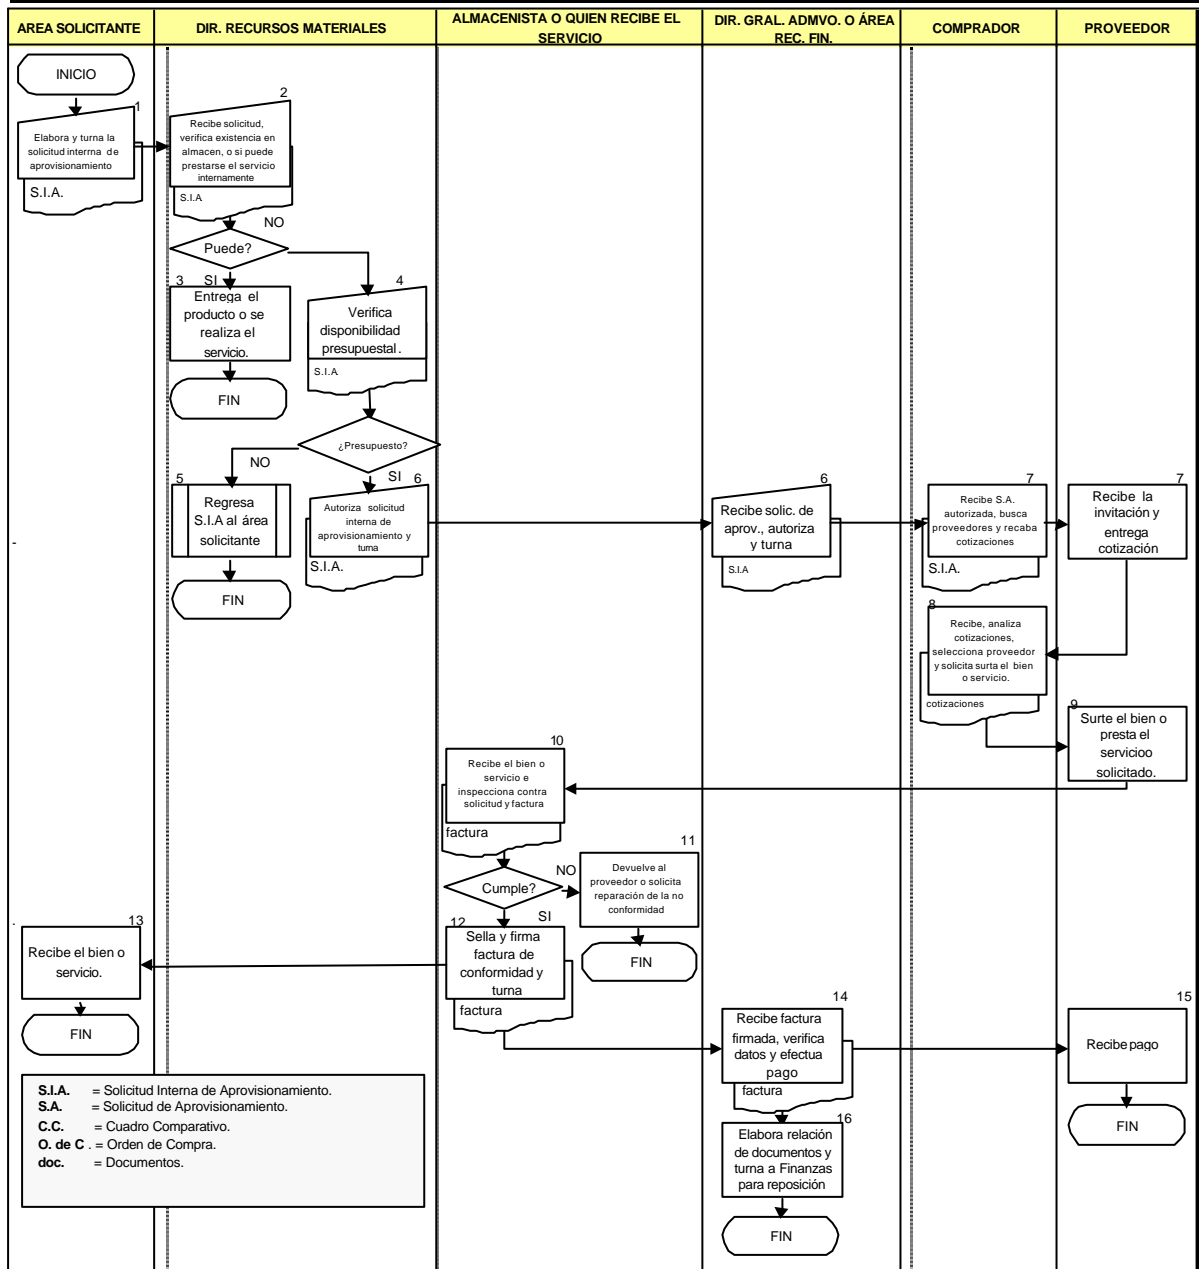 AREA SOLICITANTE
DIR. RECURSOS MATERIALES
ALMACENISTA O QUIEN RECIBE EL
SERVICIO
DIR. GRAL. ADMVO. O ÁREA
REC. FIN.
COMPRADOR
PROVEEDOR
INICIO
1
Elabora y turna la
solicitud interrna de
aprovisionamiento
S.I.A.
2
Recibe solicitud,
verifica existencia en
almacen, o si puede
prestarse el servicio
internamente
S.I.A
Puede?
NO
SI
3
Entrega el
producto o se
realiza el
servicio.
FIN
4
Verifica
disponibilidad
presupuestal.
S.I.A.
¿Presupuesto?
NO
SI
5
Regresa
S.I.A al área
solicitante
FIN
6
Autoriza solicitud
interna de
aprovisionamiento y
turna
S.I.A.
6
Recibe solic. de
aprov., autoriza
y turna
S.I.A
7
Recibe S.A.
autorizada, busca
proveedores y recaba
cotizaciones
S.I.A.
7
Recibe la
invitación y
entrega
cotización
-
8
Recibe, analiza
cotizaciones,
selecciona proveedor
y solicita surta el bien
o servicio.
cotizaciones
9
Surte el bien o
presta el
servicioo
solicitado.
10
Recibe el bien o
servicio e
inspecciona contra
solicitud y factura
factura
Cumple?
NO
SI
11
Devuelve al
proveedor o solicita
reparación de la no
conformidad
FIN
12
Sella y firma
factura de
conformidad y
turna
factura
.
13
Recibe el bien o
servicio.
FIN
14
Recibe factura
firmada, verifica
datos y efectua
pago
factura
15
Recibe pago
FIN
16
Elabora relación
de documentos y
turna a Finanzas
para reposición
FIN
S.I.A. = Solicitud Interna de Aprovisionamiento.
S.A. = Solicitud de Aprovisionamiento.
C.C. = Cuadro Comparativo.
O. de C . = Orden de Compra.
doc. = Documentos.